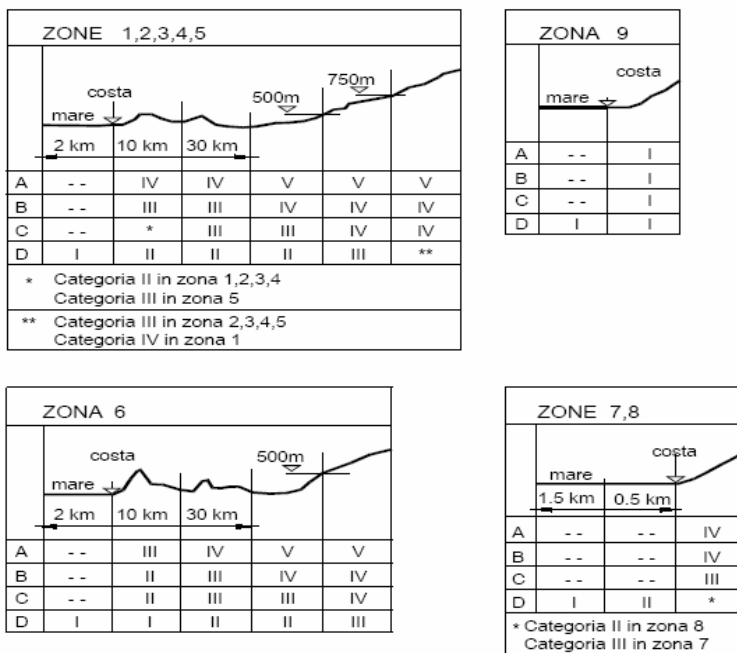 ZONE 1,2,3,4,5
costa
mare
500m
750m
2 km 10 km 30 km
A -- IV IV V V V
B -- III III IV IV IV
C -- * III III IV IV
D I II II II III **
* Categoria II in zona 1,2,3,4
Categoria III in zona 5
** Categoria III in zona 2,3,4,5
Categoria IV in zona 1
ZONA 9
costa
mare
A -- I
B -- I
C -- I
D I I
ZONA 6
costa
mare
500m
2 km 10 km 30 km
A -- III IV V V
B -- II III IV IV
C -- II III III IV
D I I II II III
ZONE 7,8
costa
mare
1.5 km 0.5 km
A -- -- IV
B -- -- IV
C -- -- III
D I II *
* Categoria II in zona 8
Categoria III in zona 7